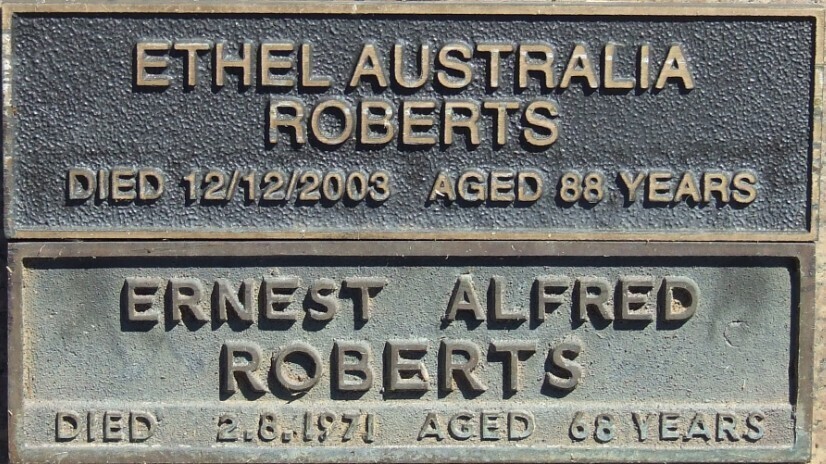 ETHEL AUSTRALIA
ROBERTS
DIED 12/12/2003 AGED 88 YEARS
ERNEST ALFRED
ROBERTS
DIED 2.8.1971 AGED 68 YEARS